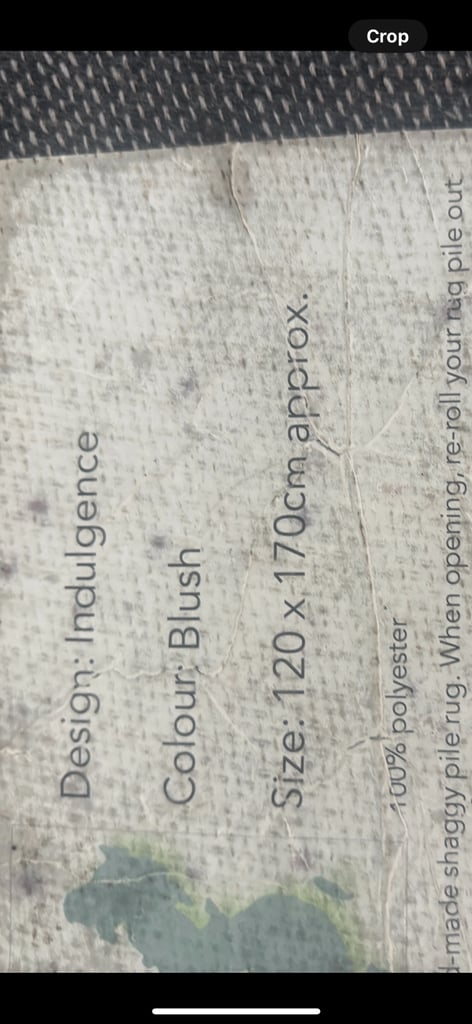 Crop
Design: Indulgence
Colour: Blush
Size: 120 x 170cm approx.
100% polyester
d-made shaggy pile rug. When opening, re-roll your rug pile out